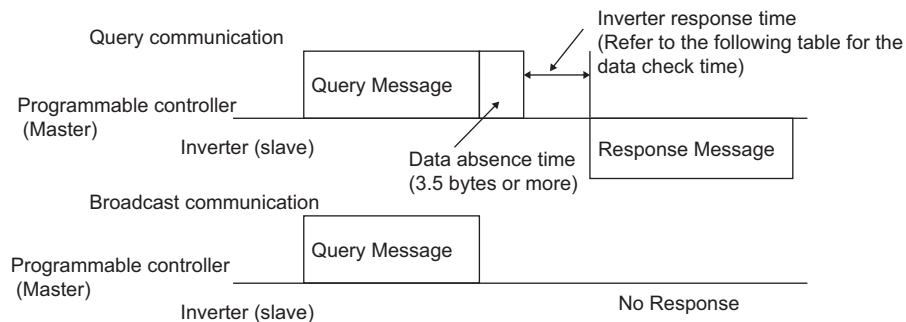 Inverter response time
(Refer to the following table for the
data check time)
Query communication
Query Message
Programmable controller
(Master)
Inverter (slave)
Data absence time
(3.5 bytes or more)
Response Message
Broadcast communication
Query Message
Programmable controller
(Master)
Inverter (slave)
No Response